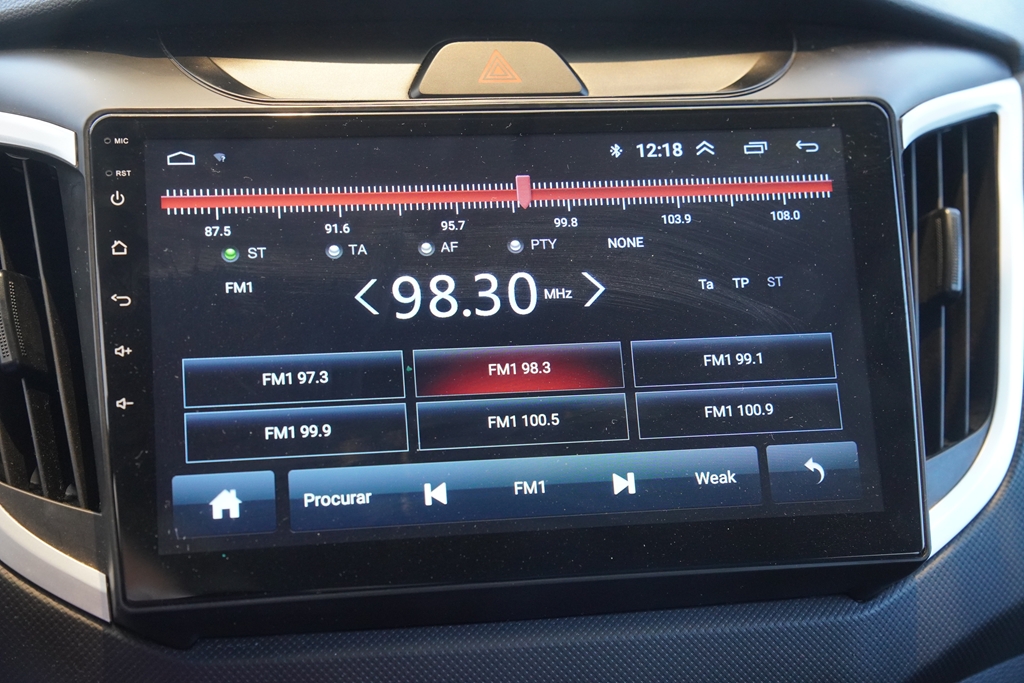 MIC
12:18
RST
87.5 91.6 95.7 99.8 103.9 108.0
ST TA AF PTY NONE
FM1 98.30 MHz Ta TP ST
FM1 97.3 FM1 98.3 FM1 99.1
FM1 99.9 FM1 100.5 FM1 100.9
Procurar FM1 Weak